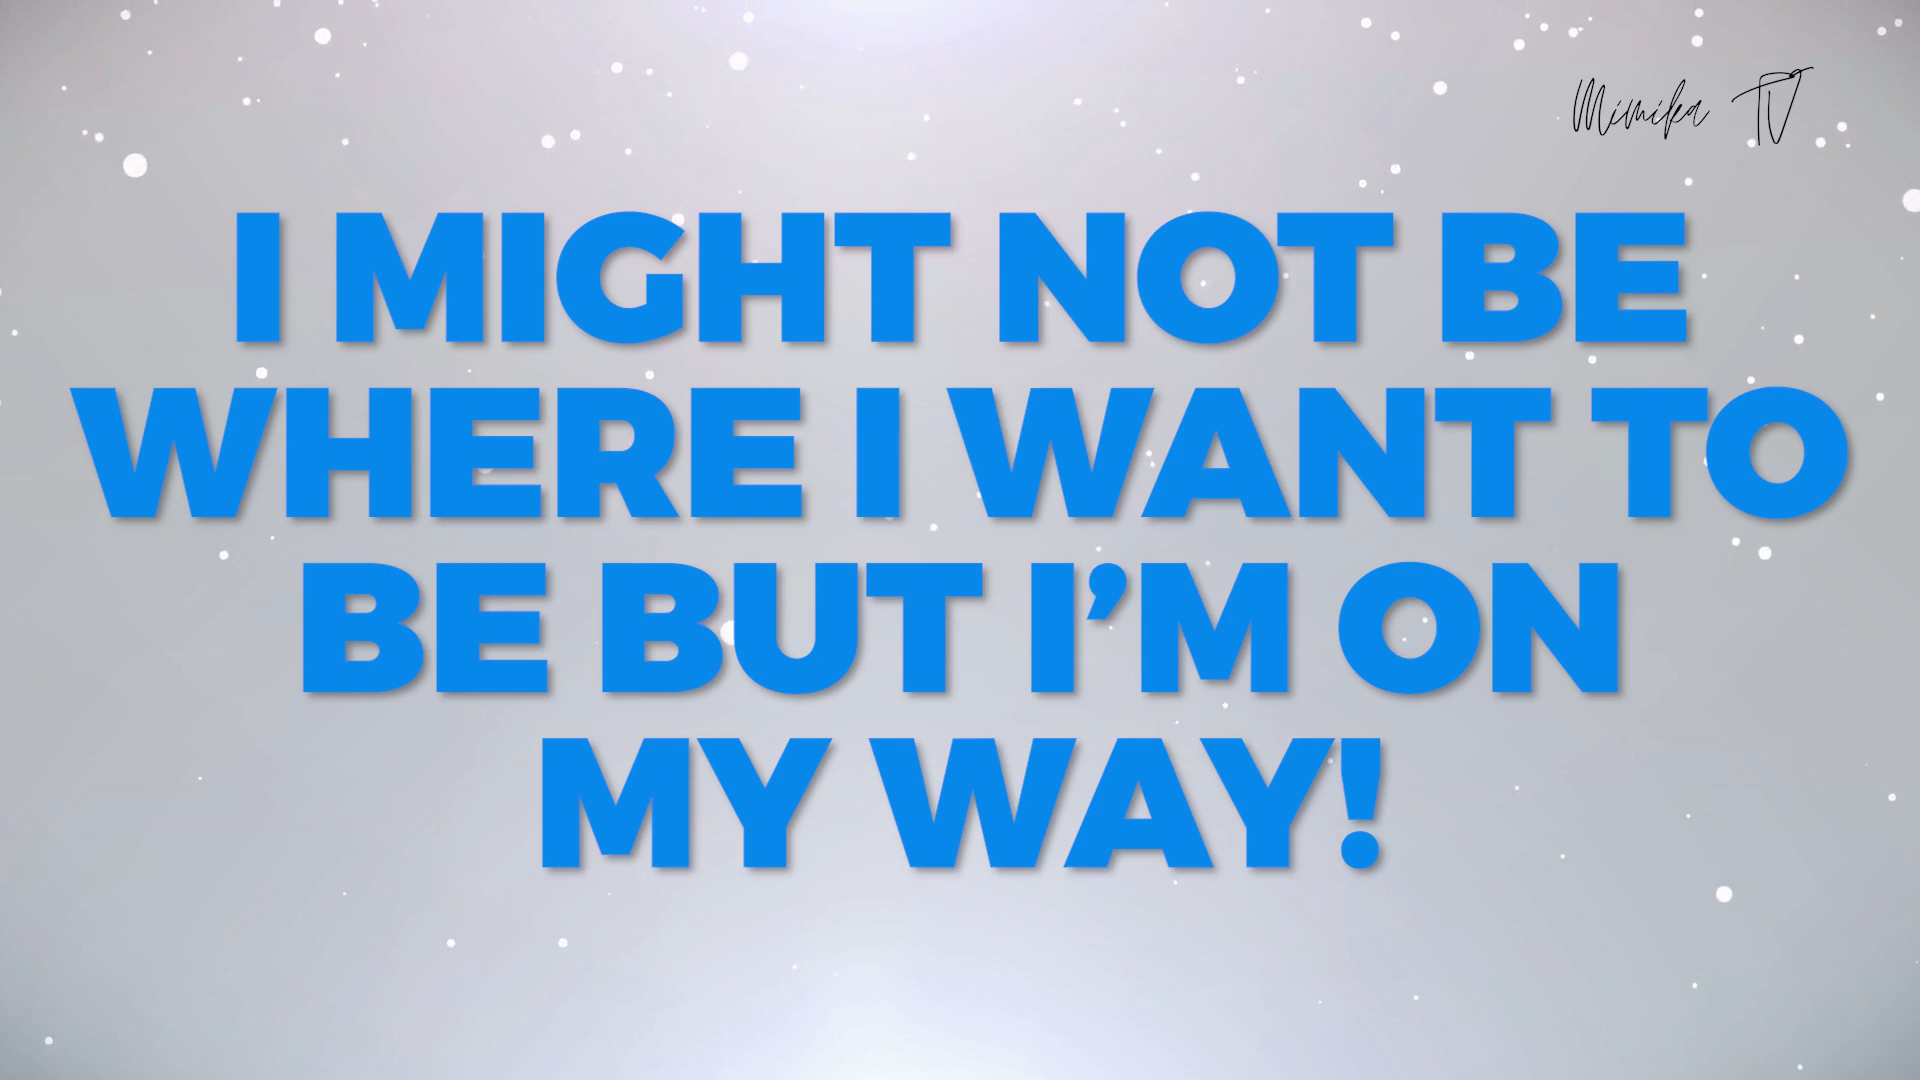 Mimika TV
I MIGHT NOT BE
WHERE I WANT TO
BE BUT I’M ON
MY WAY!